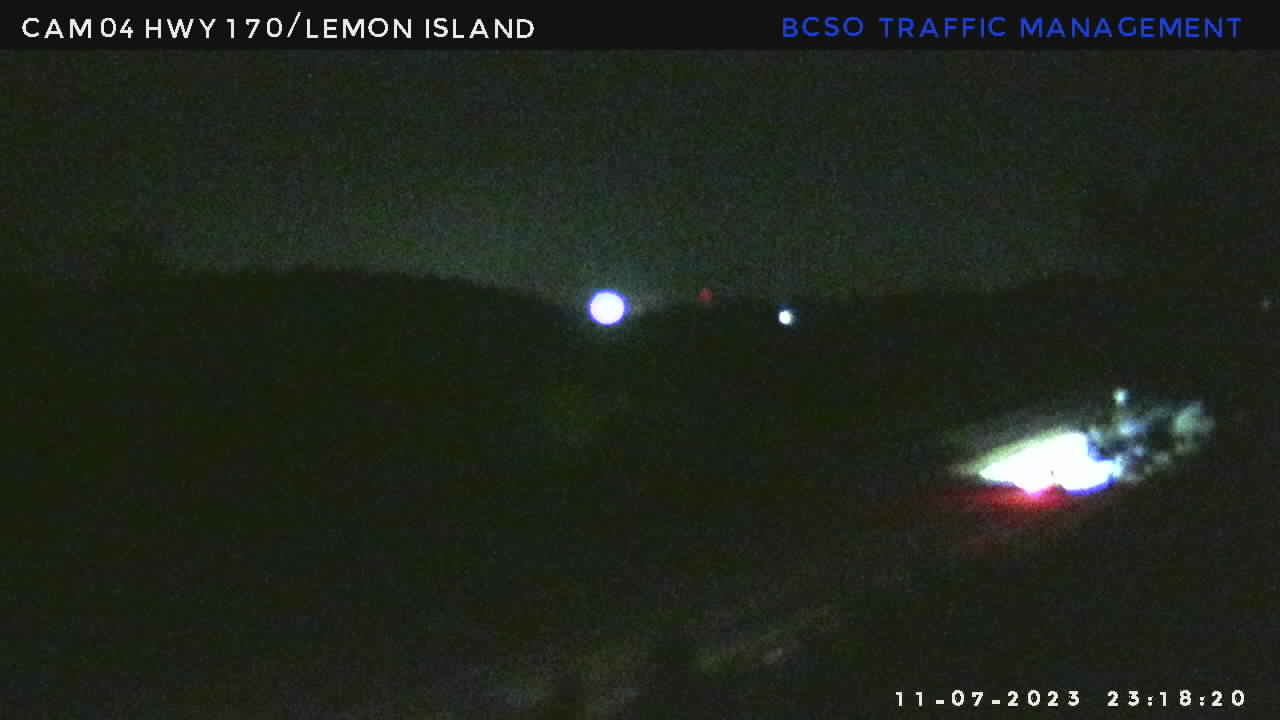 CAM04 HWY 170/LEMON ISLAND
BCSO TRAFFIC MANAGEMENT
11-07-2023 23:18:20